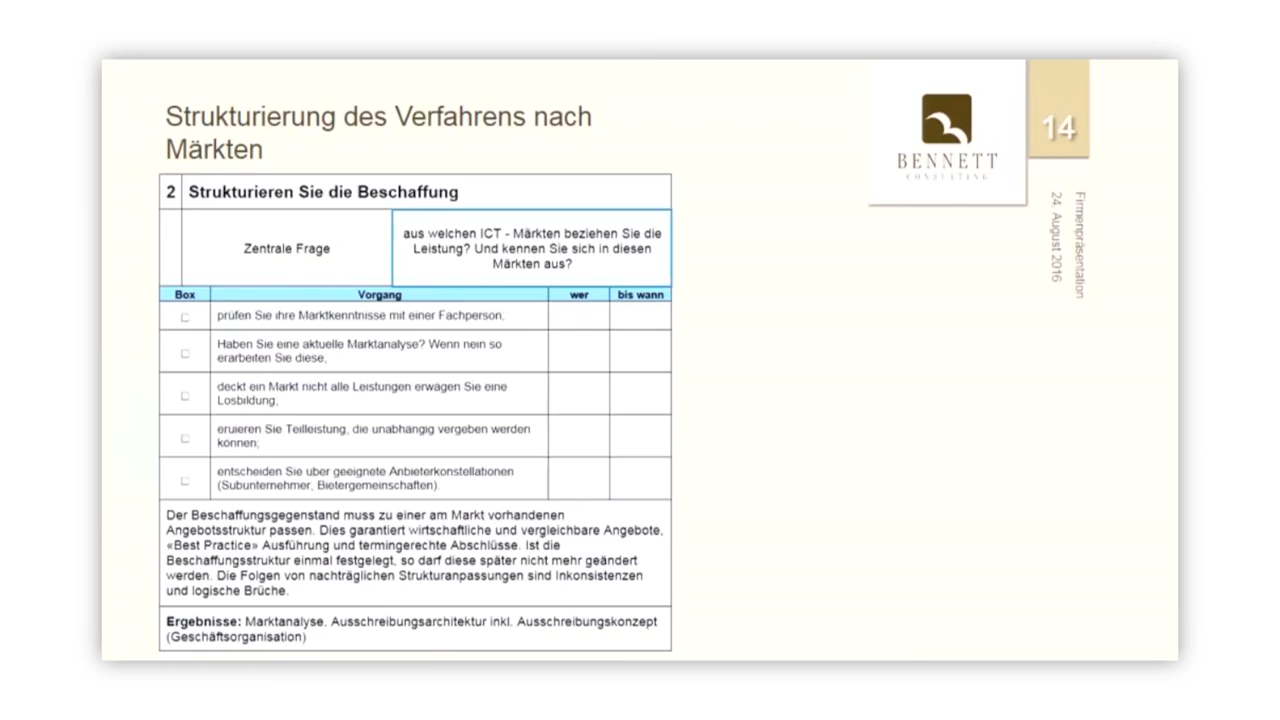 Strukturierung des Verfahrens nach
Märkten
BENNETT
CONSULTING
14
Firmenpräsentation
24. August 2016
2 Strukturieren Sie die Beschaffung
Zentrale Frage
aus welchen ICT - Märkten beziehen Sie die
Leistung? Und kennen Sie sich in diesen
Märkten aus?
Box Vorgang wer bis wann
prüfen Sie ihre Marktkenntnisse mit einer Fachperson,
Haben Sie eine aktuelle Marktanalyse? Wenn nein so
erarbeiten Sie diese,
deckt ein Markt nicht alle Leistungen erwägen Sie eine
Losbildung,
eruieren Sie Teilleistung, die unabhängig vergeben werden
können;
entscheiden Sie über geeignete Anbieterkonstellationen
(Subunternehmer, Bietergemeinschaften).
Der Beschaffungsgegenstand muss zu einer am Markt vorhandenen
Angebotsstruktur passen. Dies garantiert wirtschaftliche und vergleichbare Angebote,
«Best Practice» Ausführung und termingerechte Abschlüsse. Ist die
Beschaffungsstruktur einmal festgelegt, so darf diese später nicht mehr geändert
werden. Die Folgen von nachträglichen Strukturanpassungen sind Inkonsistenzen
und logische Brüche.
Ergebnisse: Marktanalyse, Ausschreibungsarchitektur inkl. Ausschreibungskonzept
(Geschäftsorganisation)